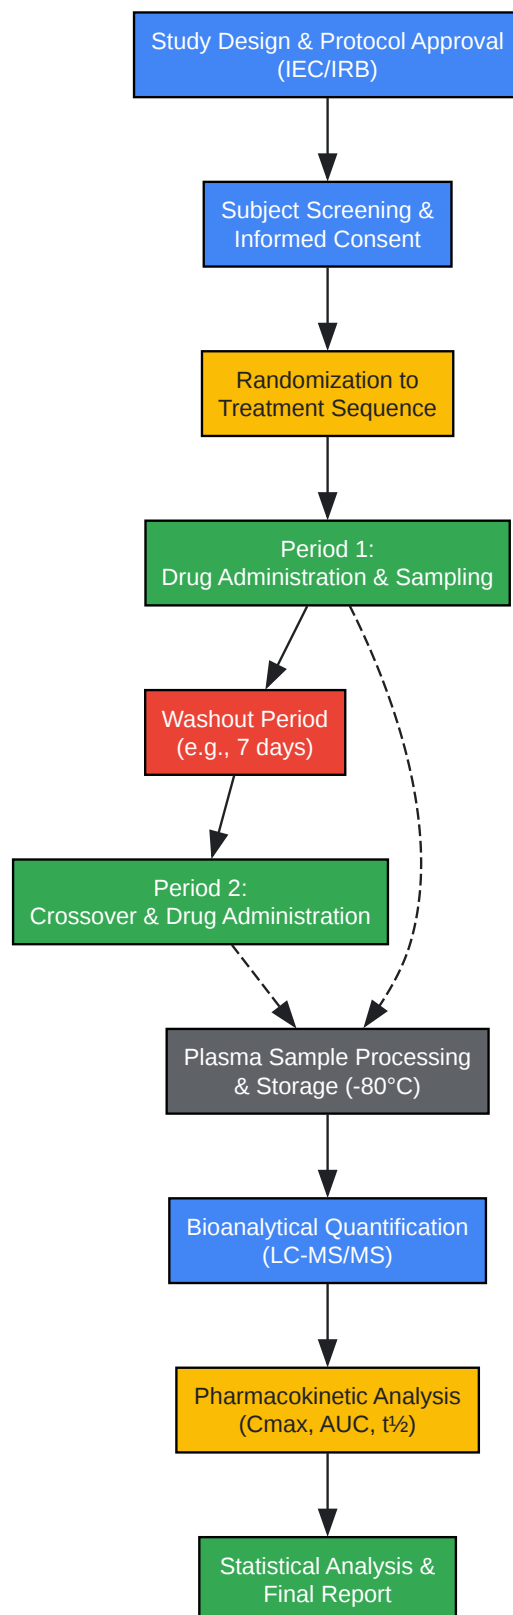 Study Design & Protocol Approval
(IEC/IRB)
Subject Screening &
Informed Consent
Randomization to
Treatment Sequence
Period 1:
Drug Administration & Sampling
Washout Period
(e.g., 7 days)
Period 2:
Crossover & Drug Administration
Plasma Sample Processing
& Storage (-80°C)
Bioanalytical Quantification
(LC-MS/MS)
Pharmacokinetic Analysis
(Cmax, AUC, t½)
Statistical Analysis &
Final Report